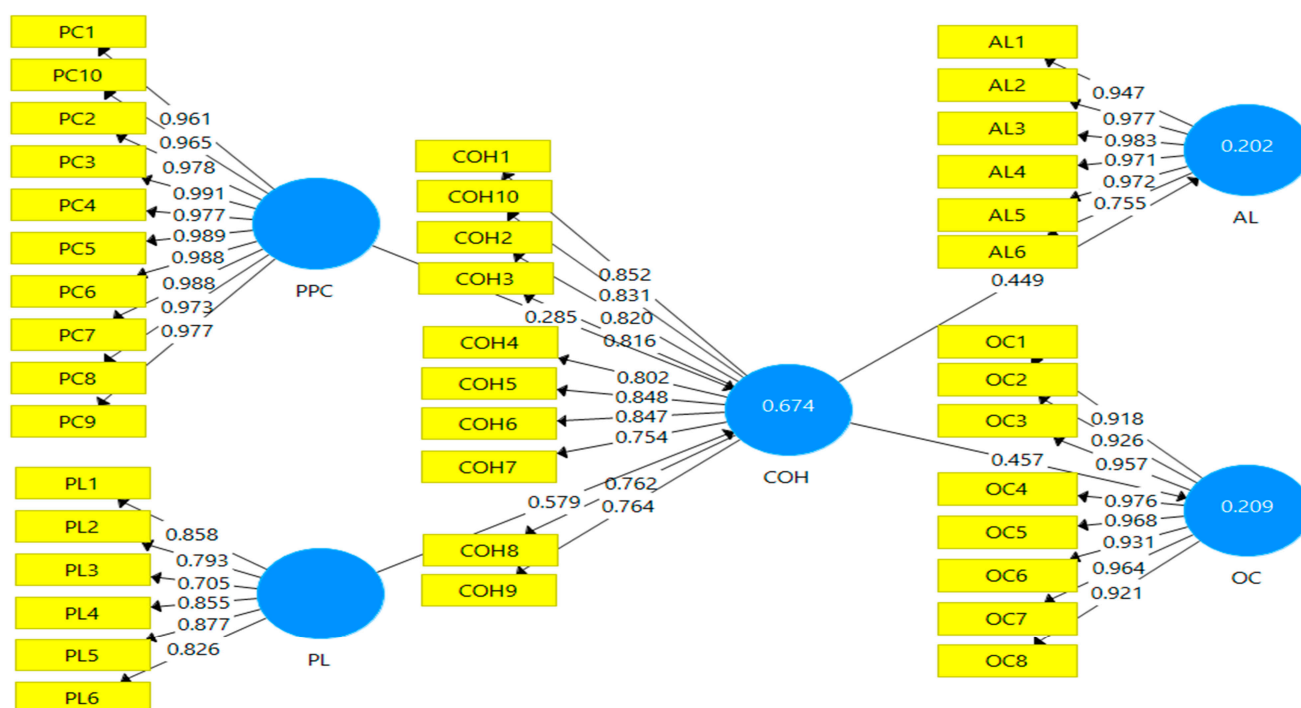 PC1
PC10
PC2
PC3
PC4
PC5
PC6
PC7
PC8
PC9
0.961
0.965
0.978
0.991
0.977
0.989
0.988
0.988
0.973
0.977
PPC
PL1
PL2
PL3
PL4
PL5
PL6
0.858
0.793
0.705
0.855
0.877
0.826
PL
COH1
COH10
COH2
COH3
COH4
COH5
COH6
COH7
COH8
COH9
0.852
0.831
0.820
0.816
0.802
0.848
0.847
0.754
0.762
0.764
0.285
0.579
0.674
COH
0.449
0.457
AL1
AL2
AL3
AL4
AL5
AL6
0.947
0.977
0.983
0.971
0.972
0.755
0.202
AL
OC1
OC2
OC3
OC4
OC5
OC6
OC7
OC8
0.918
0.926
0.957
0.976
0.968
0.931
0.964
0.921
0.209
OC